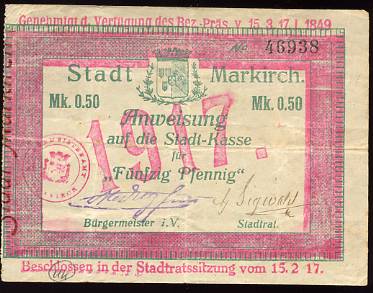 Genehmigt d. Verfügung des Bez.-Präs. v. 15.3.17. I 1849
No 46938
Stadt Markirch.
Mk. 0.50 Mk. 0.50
Anweisung
auf die Stadt-Kasse
für
„Fünfzig Pfennig"
1917.
Bürgermeister i.V. Stadtrat.
Beschlossen in der Stadtratssitzung vom 15.2 17.